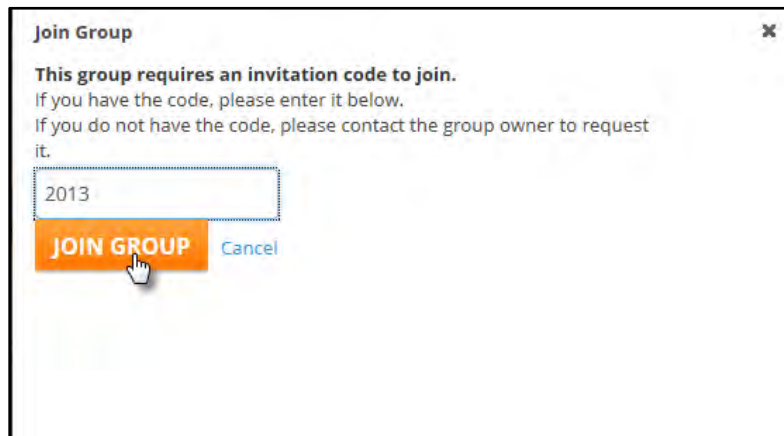 Join Group
This group requires an invitation code to join.
If you have the code, please enter it below.
If you do not have the code, please contact the group owner to request
it.
2013
JOIN GROUP Cancel